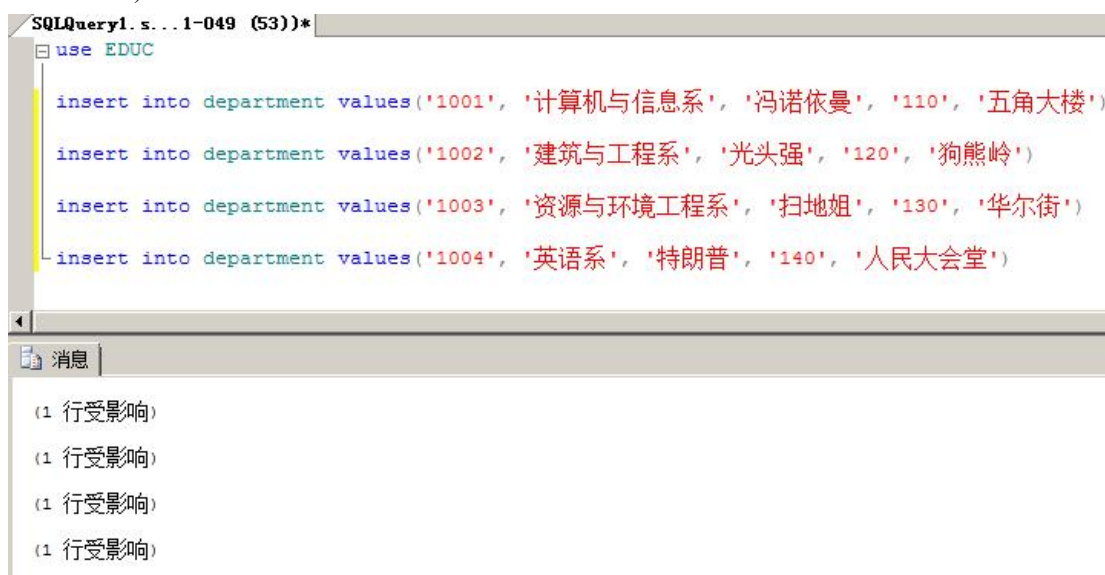 SQLQuery1.s...1-049 (53))*
use EDUC
insert into department values('1001', '计算机与信息系', '冯诺依曼', '110', '五角大楼')
insert into department values('1002', '建筑与工程系', '光头强', '120', '狗熊岭')
insert into department values('1003', '资源与环境工程系', '扫地姐', '130', '华尔街')
insert into department values('1004', '英语系', '特朗普', '140', '人民大会堂')
消息
(1 行受影响)
(1 行受影响)
(1 行受影响)
(1 行受影响)